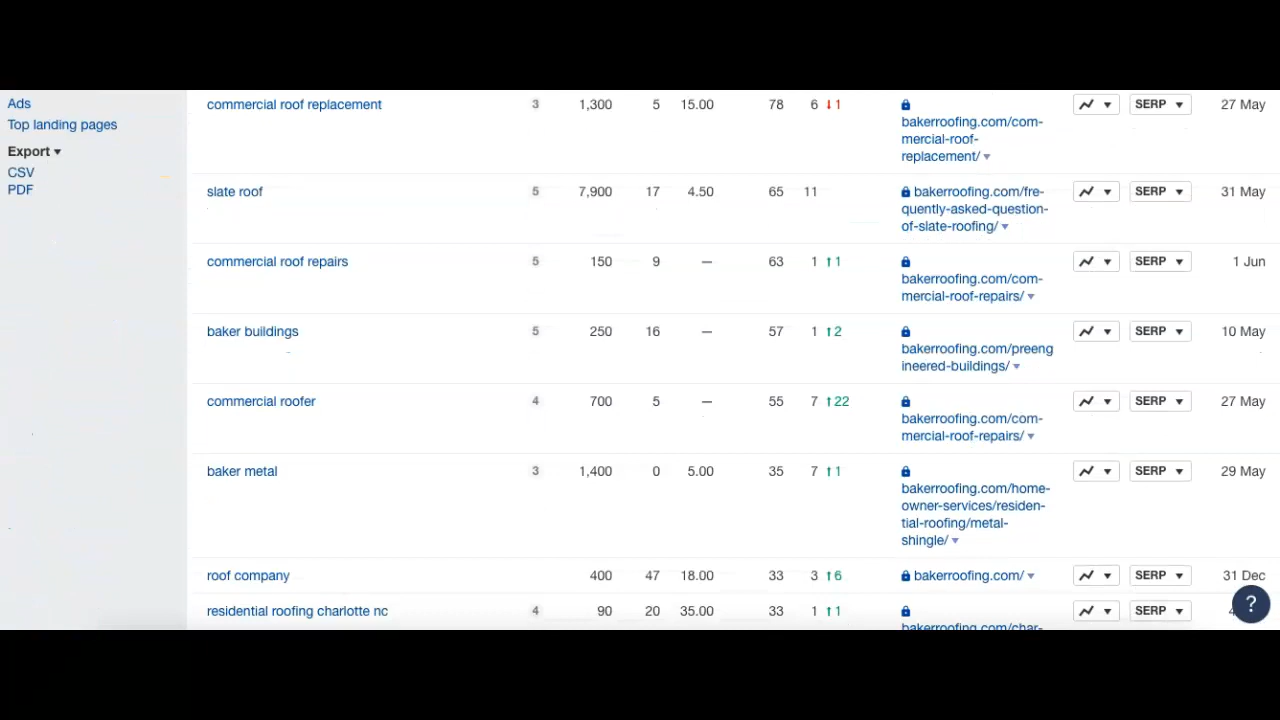 Ads
Top landing pages
Export
CSV
PDF
commercial roof replacement 3 1,300 5 15.00 78 6 ↓1 bakerroofing.com/com- SERP 27 May
mercial-roof-
replacement/
slate roof 5 7,900 17 4.50 65 11 bakerroofing.com/fre- SERP 31 May
quently-asked-question-
of-slate-roofing/
commercial roof repairs 5 150 9 — 63 1 ↑1 SERP 1 Jun
bakerroofing.com/com-
mercial-roof-repairs/
baker buildings 5 250 16 — 57 1 ↑2 SERP 10 May
bakerroofing.com/preeng
ineered-buildings/
commercial roofer 4 700 5 — 55 7 ↑22 SERP 27 May
bakerroofing.com/com-
mercial-roof-repairs/
baker metal 3 1,400 0 5.00 35 7 ↑1 SERP 29 May
bakerroofing.com/home-
owner-services/residen-
tial-roofing/metal-
shingle/
roof company 400 47 18.00 33 3 ↑6 bakerroofing.com/ SERP 31 Dec
residential roofing charlotte nc 4 90 20 35.00 33 1 ↑1 SERP
bakerroofing.com/char-
?